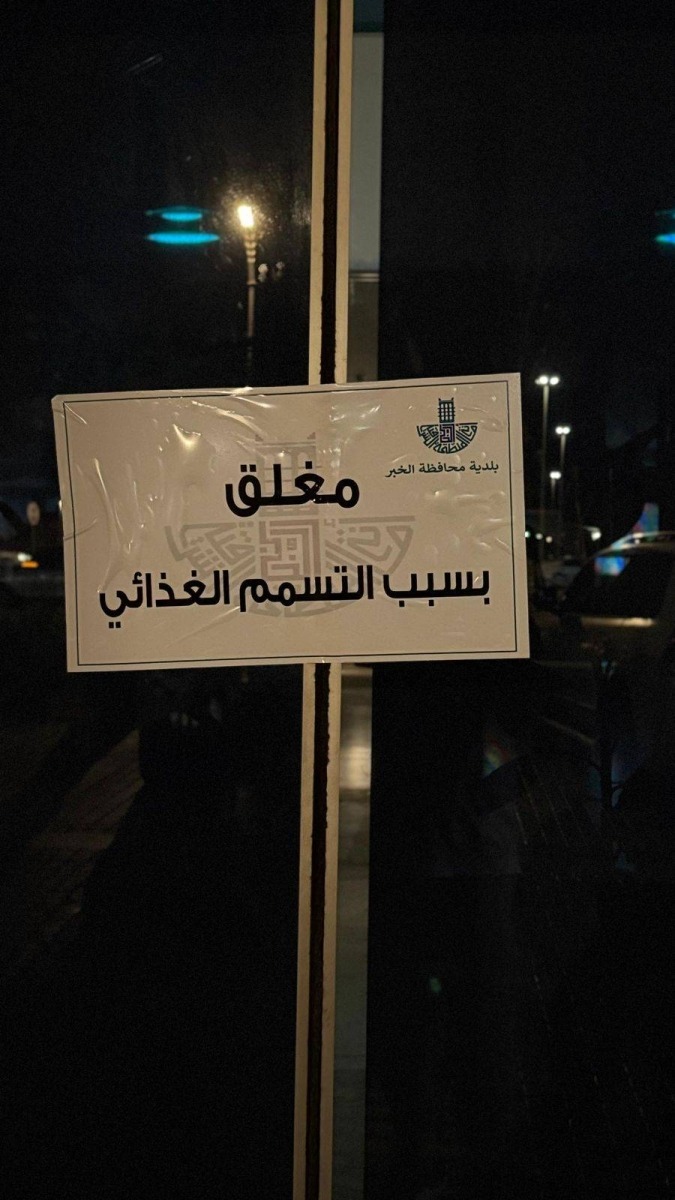 بلدية محافظة الخبر
مغلق
بسبب التسمم الغذائي